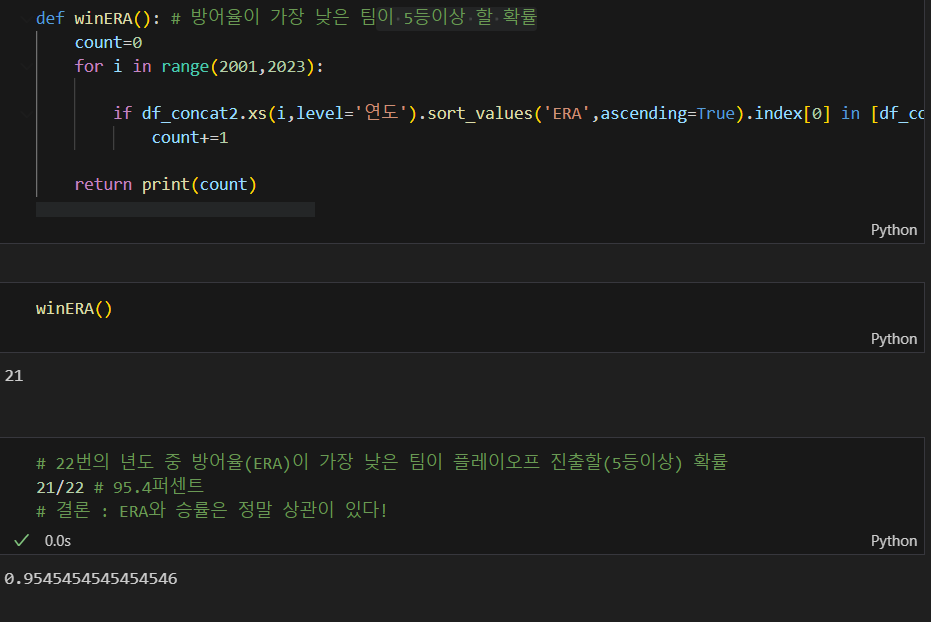 def winERA(): # 방어율이 가장 낮은 팀이 5등이상 할 확률
count=0
for i in range(2001,2023):
if df_concat2.xs(i,level='연도').sort_values('ERA',ascending=True).index[0] in [df_cc
count+=1
return print(count)
Python
winERA()
Python
21
# 22번의 년도 중 방어율(ERA)이 가장 낮은 팀이 플레이오프 진출할(5등이상) 확률
21/22 # 95.4퍼센트
# 결론 : ERA와 승률은 정말 상관이 있다!
0.0s
Python
0.9545454545454546